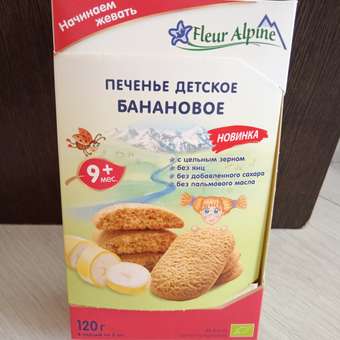 Начинаем
жевать
Fleur Alpine
ПЕЧЕНЬЕ ДЕТСКОЕ
БАНАНОВОЕ
НОВИНКА
с цельным зерном
без яиц
без добавленного сахара
без пальмового масла
9+
мес.
120 г